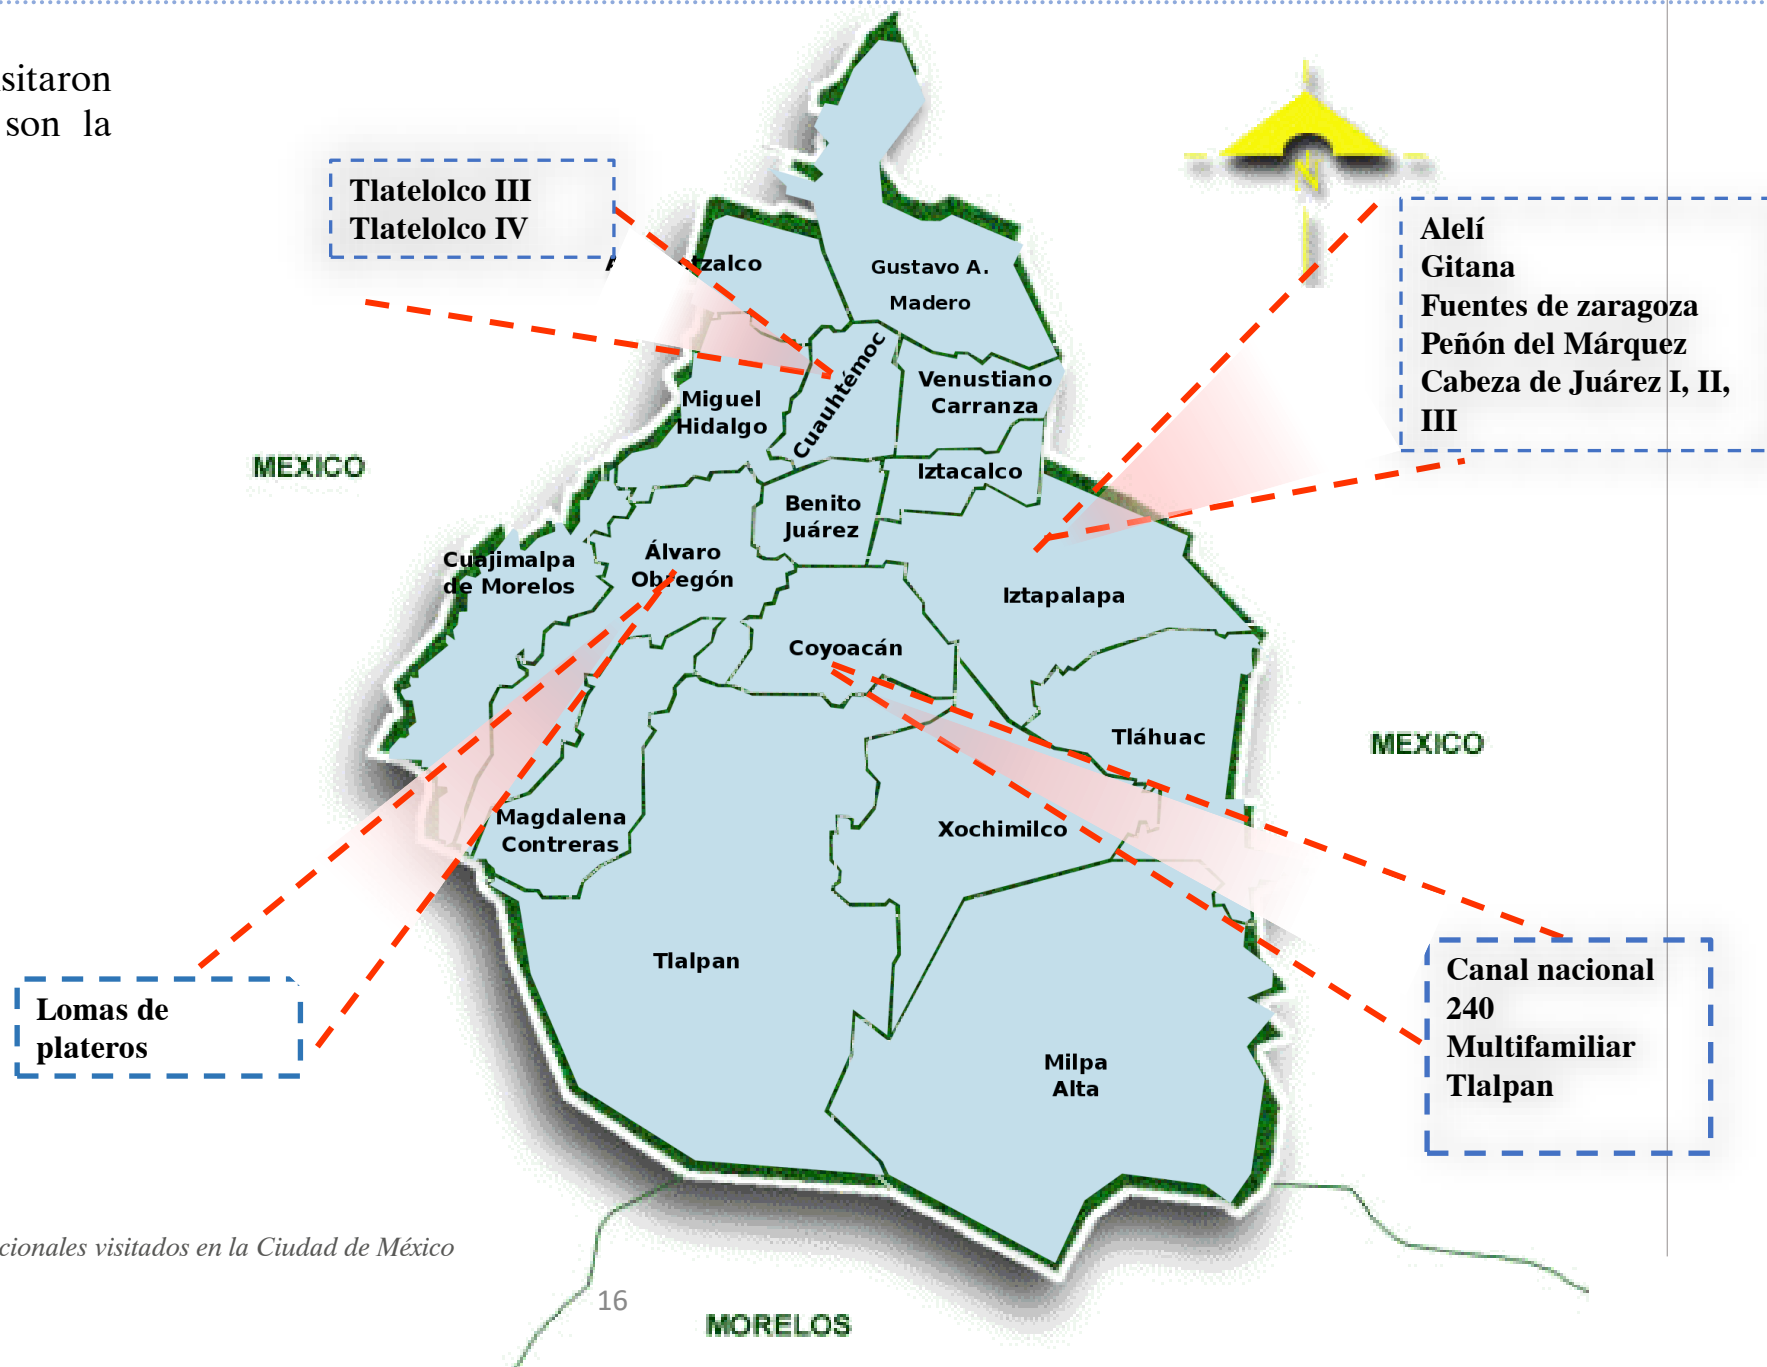 sitaron
son la
Tlatelolco III
Tlatelolco IV
Alelí
Gitana
Fuentes de zaragoza
Peñón del Márquez
Cabeza de Juárez I, II,
III
tzalco
Gustavo A.
Madero
Cuauhtémoc
Venustiano
Carranza
Miguel
Hidalgo
MEXICO
Iztacalco
Benito
Juárez
Cuajimalpa
de Morelos
Álvaro
Obregón
Iztapalapa
Coyoacán
Tláhuac
MEXICO
Magdalena
Contreras
Xochimilco
Tlalpan
Lomas de
plateros
Canal nacional
240
Multifamiliar
Tlalpan
Milpa
Alta
cionales visitados en la Ciudad de México
16
MORELOS
N